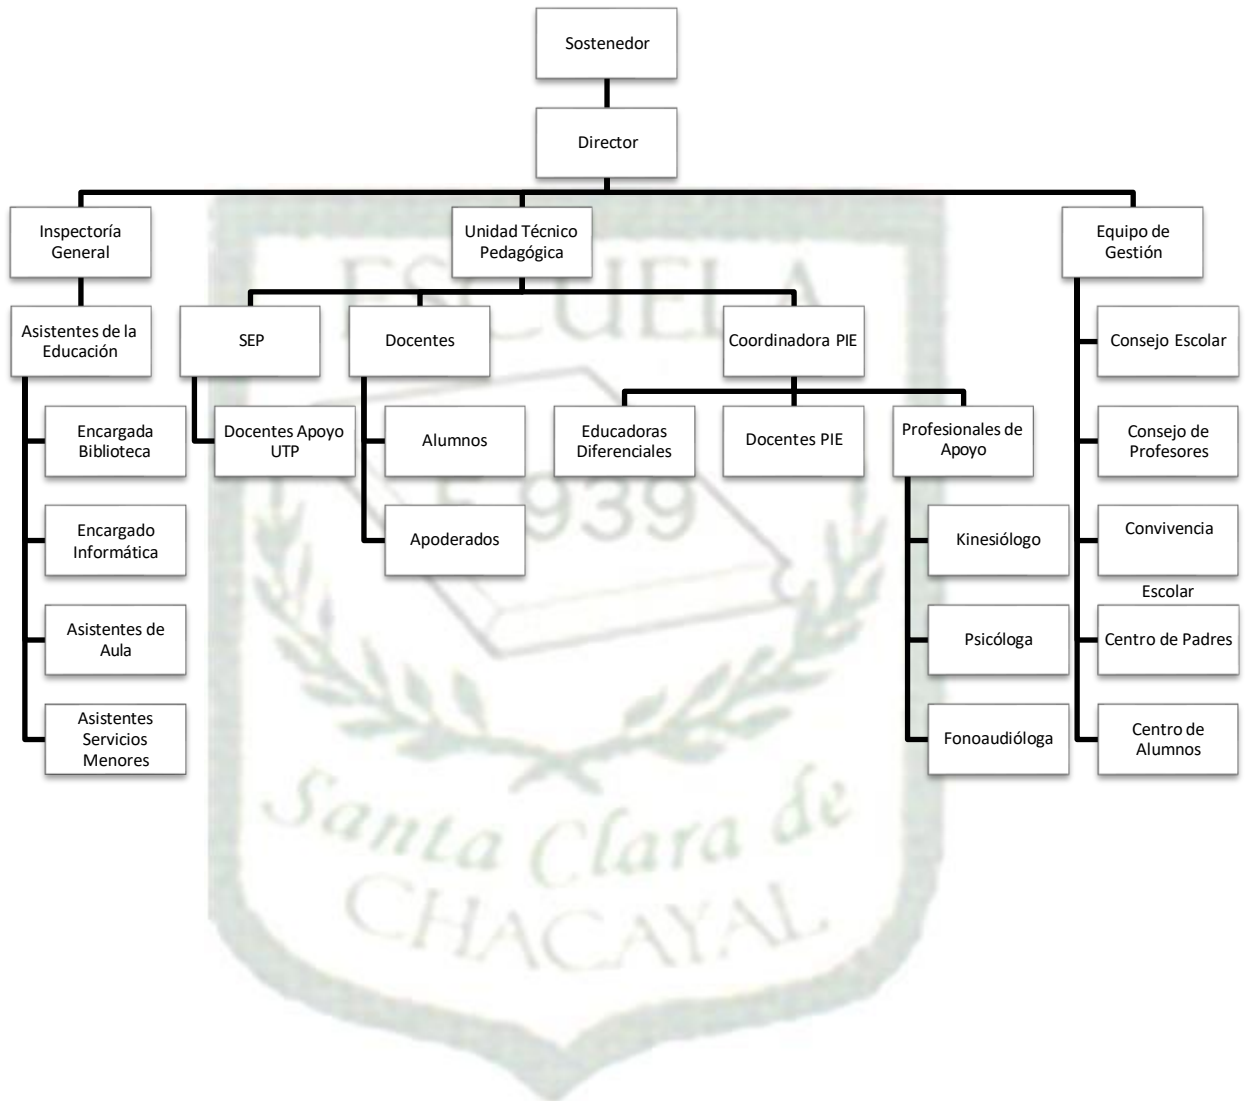 Sostenedor
Director
Inspectoría
General
Unidad Técnico
Pedagógica
Equipo de
Gestión
Asistentes de la
Educación
SEP
Docentes
Coordinadora PIE
Consejo Escolar
Encargada
Biblioteca
Docentes Apoyo
UTP
Alumnos
Educadoras
Diferenciales
Docentes PIE
Profesionales de
Apoyo
Consejo de
Profesores
Encargado
Informática
Apoderados
Kinesiólogo
Convivencia
Escolar
Asistentes de
Aula
Psicóloga
Centro de Padres
Asistentes
Servicios
Menores
Fonoaudióloga
Centro de
Alumnos
ESCUELA
939
Santa Clara de
CHACAYAL